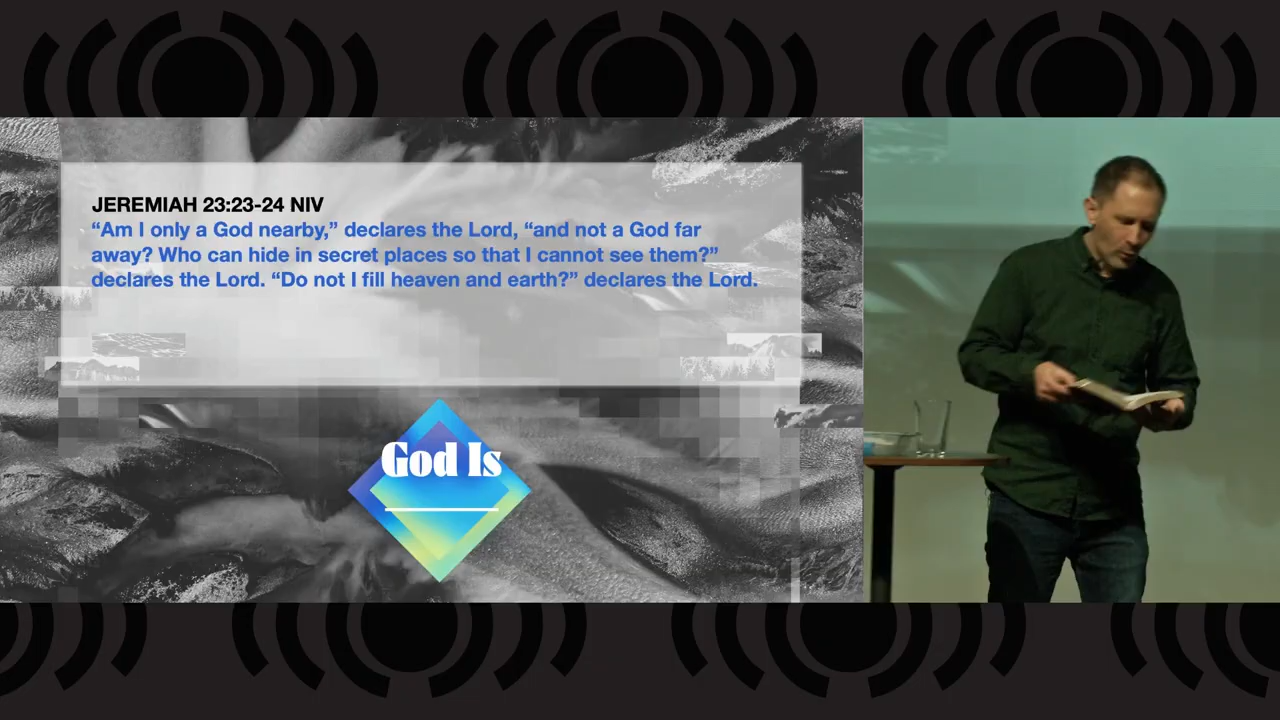 JEREMIAH 23:23-24 NIV
“Am I only a God nearby,” declares the Lord, “and not a God far
away? Who can hide in secret places so that I cannot see them?”
declares the Lord. “Do not I fill heaven and earth?” declares the Lord.
God Is